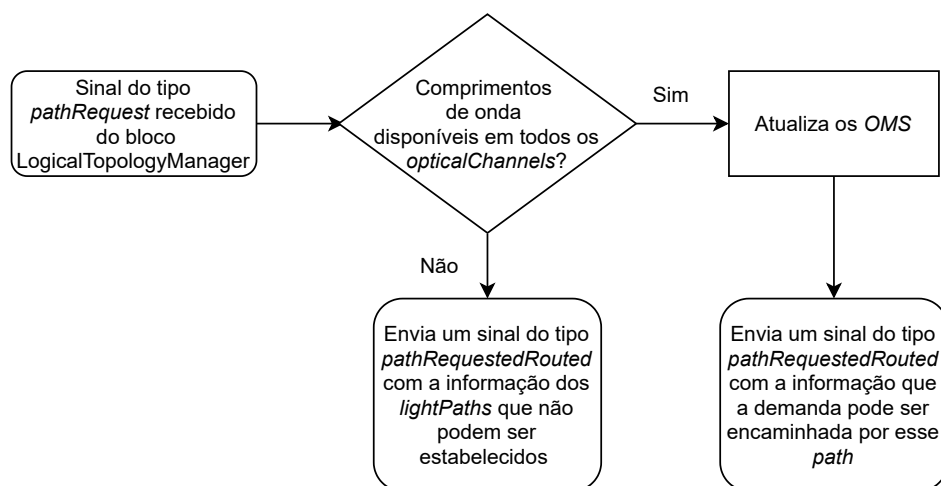 Sinal do tipo
pathRequest recebido
do bloco
LogicalTopologyManager
Comprimentos
de onda
disponíveis em todos os
opticalChannels?
Sim
Atualiza os OMS
Não
Envia um sinal do tipo
pathRequestedRouted
com a informação dos
lightPaths que não
podem ser
estabelecidos
Envia um sinal do tipo
pathRequestedRouted
com a informação que
a demanda pode ser
encaminhada por esse
path